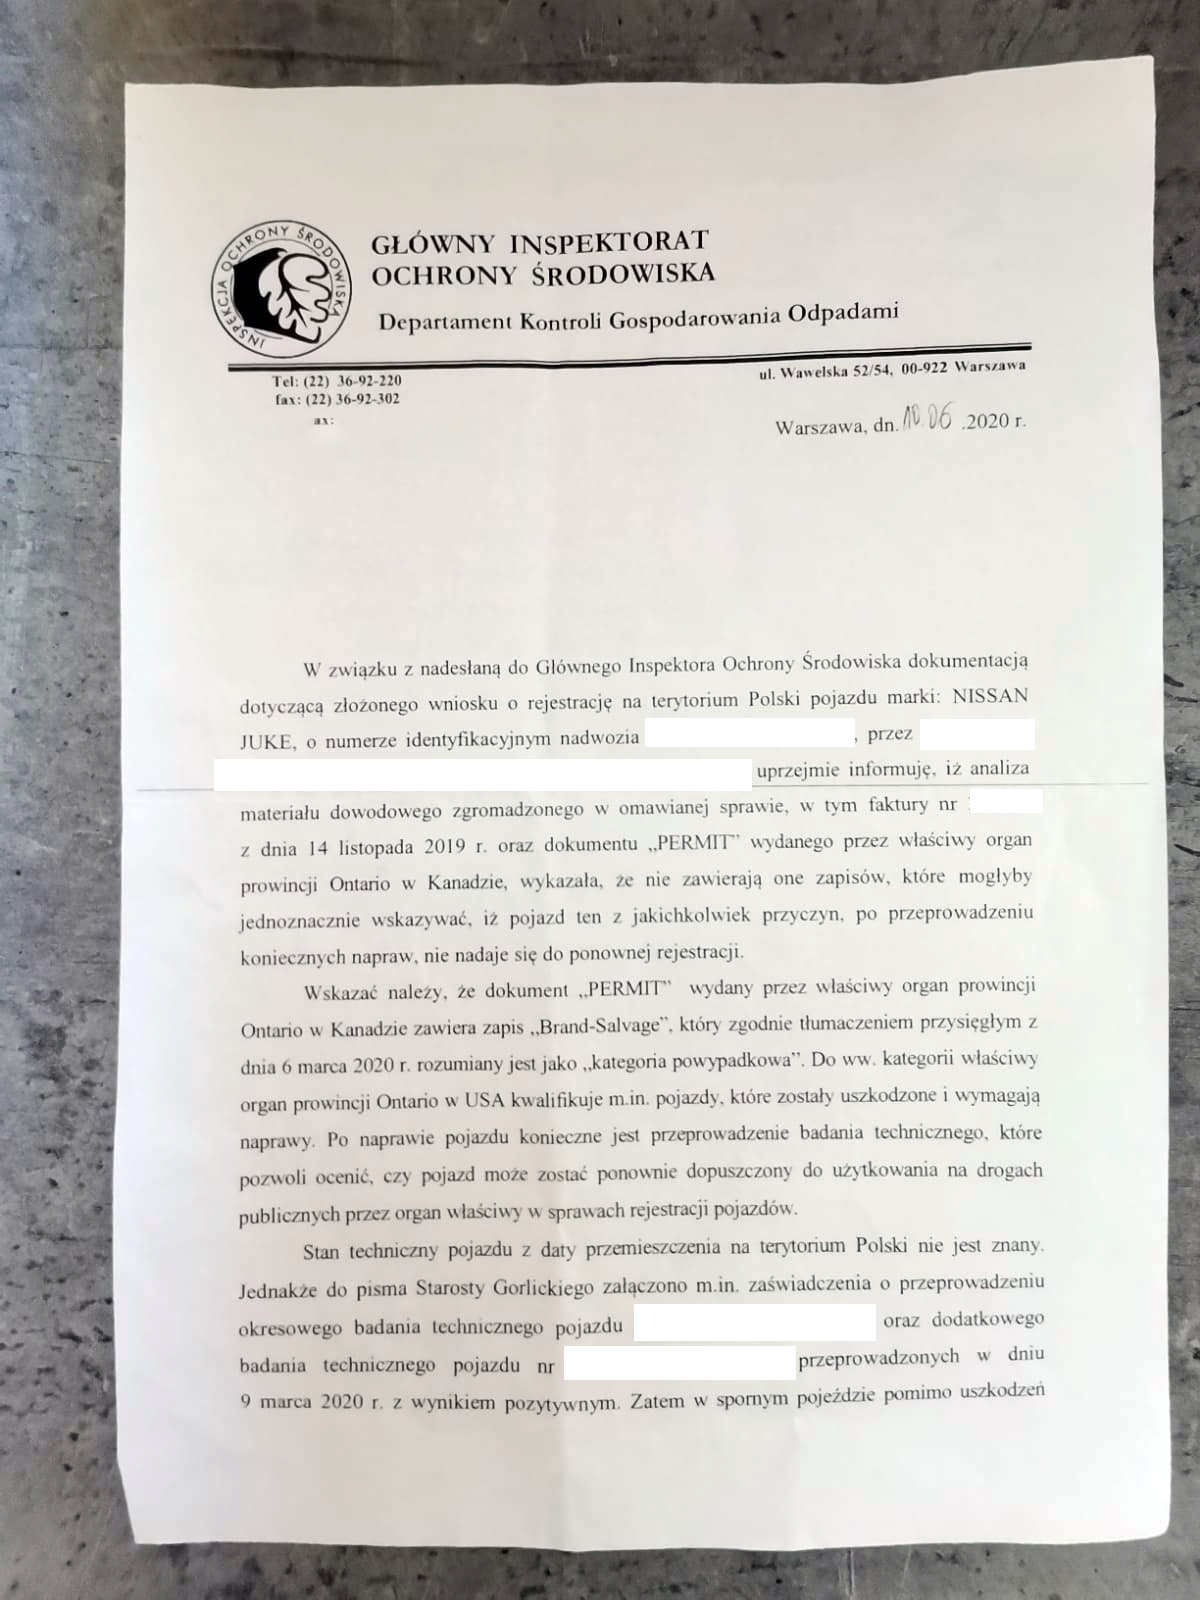 INSPEKCJA OCHRONY ŚRODOWISKA
GŁÓWNY INSPEKTORAT
OCHRONY ŚRODOWISKA
Departament Kontroli Gospodarowania Odpadami
Tel: (22) 36-92-220
fax: (22) 36-92-302
ax:
ul. Wawelska 52/54, 00-922 Warszawa
Warszawa, dn. 10.06 .2020 r.
W związku z nadesłaną do Głównego Inspektora Ochrony Środowiska dokumentacją
dotyczącą złożonego wniosku o rejestrację na terytorium Polski pojazdu marki: NISSAN
JUKE, o numerze identyfikacyjnym nadwozia , przez
uprzejmie informuję, iż analiza
materiału dowodowego zgromadzonego w omawianej sprawie, w tym faktury nr
z dnia 14 listopada 2019 r. oraz dokumentu „PERMIT” wydanego przez właściwy organ
prowincji Ontario w Kanadzie, wykazała, że nie zawierają one zapisów, które mogłyby
jednoznacznie wskazywać, iż pojazd ten z jakichkolwiek przyczyn, po przeprowadzeniu
koniecznych napraw, nie nadaje się do ponownej rejestracji.
Wskazać należy, że dokument „PERMIT” wydany przez właściwy organ prowincji
Ontario w Kanadzie zawiera zapis „Brand-Salvage”, który zgodnie tłumaczeniem przysięgłym z
dnia 6 marca 2020 r. rozumiany jest jako „kategoria powypadkowa”. Do ww. kategorii właściwy
organ prowincji Ontario w USA kwalifikuje m.in. pojazdy, które zostały uszkodzone i wymagają
naprawy. Po naprawie pojazdu konieczne jest przeprowadzenie badania technicznego, które
pozwoli ocenić, czy pojazd może zostać ponownie dopuszczony do użytkowania na drogach
publicznych przez organ właściwy w sprawach rejestracji pojazdów.
Stan techniczny pojazdu z daty przemieszczenia na terytorium Polski nie jest znany.
Jednakże do pisma Starosty Gorlickiego załączono m.in. zaświadczenia o przeprowadzeniu
okresowego badania technicznego pojazdu oraz dodatkowego
badania technicznego pojazdu nr przeprowadzonych w dniu
9 marca 2020 r. z wynikiem pozytywnym. Zatem w spornym pojeździe pomimo uszkodzeń